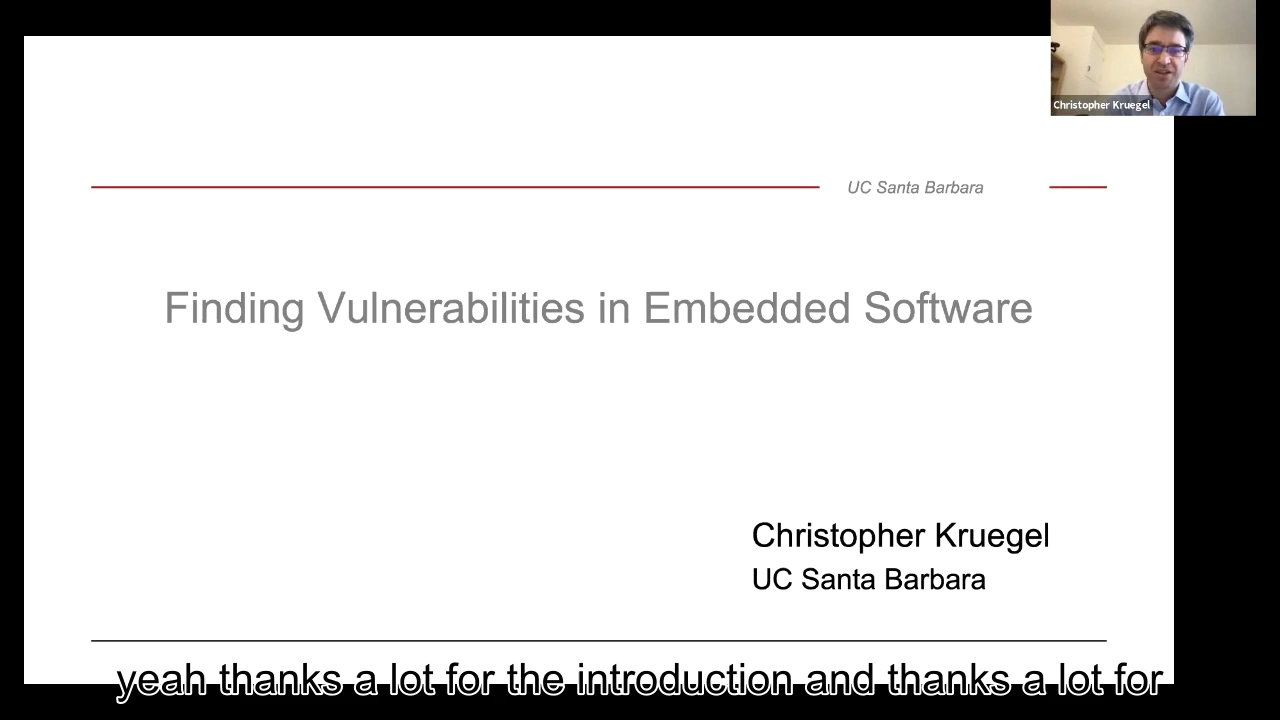 Christopher Kruegel
UC Santa Barbara
Finding Vulnerabilities in Embedded Software
Christopher Kruegel
UC Santa Barbara
yeah thanks a lot for the introduction and thanks a lot for